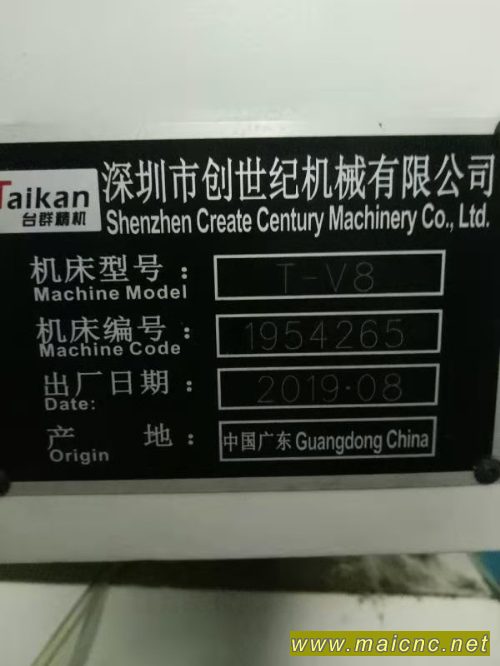 Taikan
台群精机
深圳市创世纪机械有限公司
Shenzhen Create Century Machinery Co., Ltd.
机床型号：
Machine Model
T-V8
机床编号：
Machine Code
1954265
出厂日期：
Date:
2019·08
产 地：
Origin
中国广东 Guangdong China
www.maicnc.net